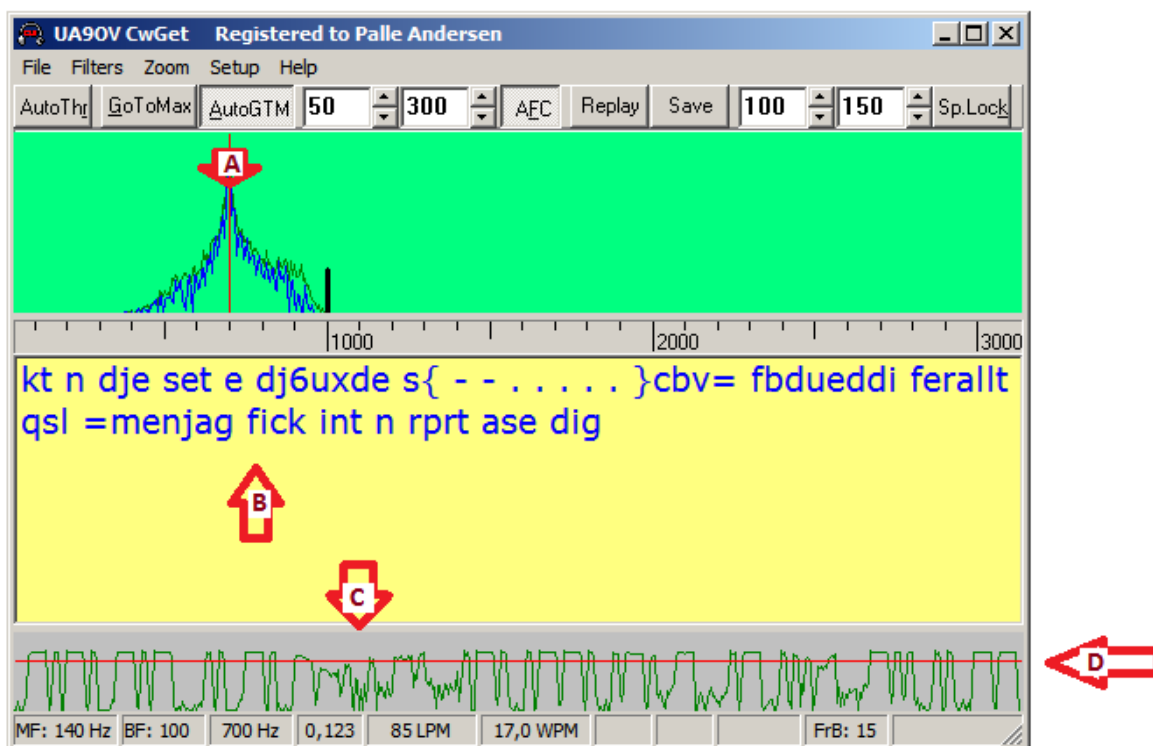 UA9OV CwGet Registered to Palle Andersen
File Filters Zoom Setup Help
AutoThr GoToMax AutoGTM 50 300 AFC Replay Save 100 150 Sp.Lock
A
1000 2000 3000
kt n dje set e dj6uxde s{ - - . . . . . }cbv= fbdueddi ferallt
qsl =menjag fick int n rprt ase dig
B
C
D
MF: 140 Hz BF: 100 700 Hz 0,123 85 LPM 17,0 WPM FrB: 15